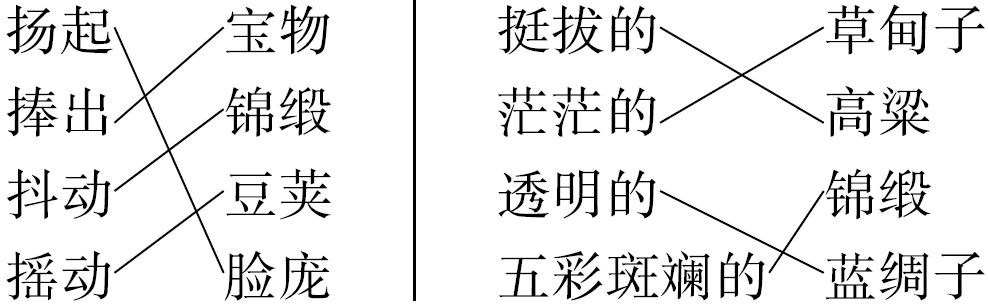 扬起 宝物 挺拔的 草甸子
捧出 锦缎 茫茫的 高粱
抖动 豆荚 透明的 锦缎
摇动 脸庞 五彩斑斓的 蓝绸子